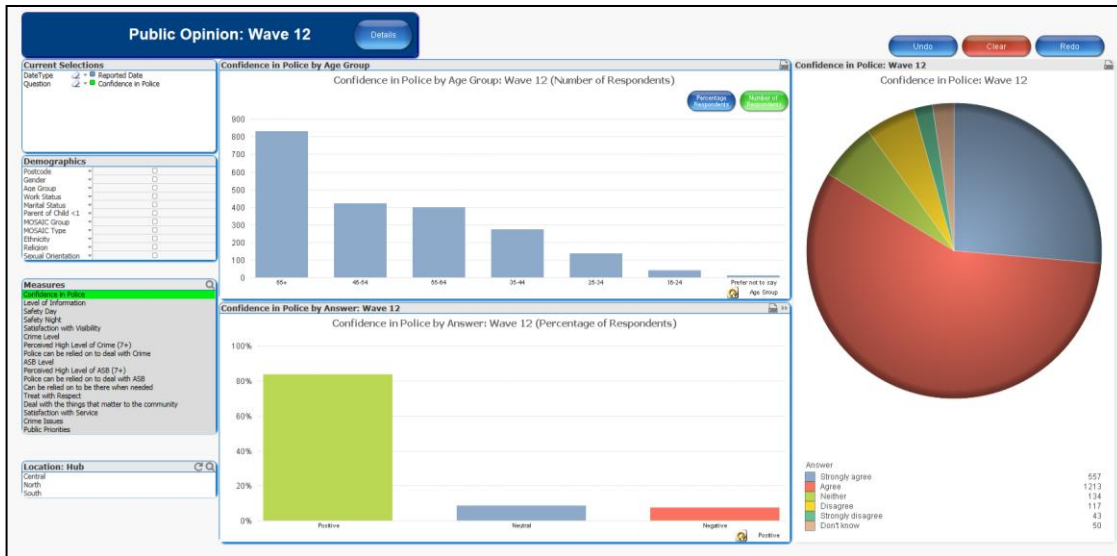 Public Opinion: Wave 12
Details
Undo
Clear
Redo
Current Selections
DateType Reported Date
Question Confidence in Police
Demographics
Postcode
Gender
Age Group
Work Status
Marital Status
Parent of Child <1
MOSAIC Group
MOSAIC Type
Ethnicity
Religion
Sexual Orientation
Measures
Confidence in Police
Level of Information
Safety Day
Safety Night
Satisfaction with Visibility
Crime Level
Perceived High Level of Crime (7+)
Police can be relied on to deal with Crime
ASB Level
Perceived High Level of ASB (7+)
Police can be relied on to deal with ASB
Can be relied on to be there when needed
Treat with Respect
Deal with the things that matter to the community
Satisfaction with Service
Crime Issues
Public Priorities
Location: Hub
Central
North
South
Confidence in Police by Age Group
Confidence in Police by Age Group: Wave 12 (Number of Respondents)
Percentage
Respondents
Number of
Respondents
900
800
700
600
500
400
300
200
100
0
45-54
55-64
35-44
25-34
18-24
Prefer not to say
Age Group
Confidence in Police by Answer: Wave 12
Confidence in Police by Answer: Wave 12 (Percentage of Respondents)
100%
80%
60%
40%
20%
0%
Positive
Neutral
Negative
Positive
Confidence in Police: Wave 12
Confidence in Police: Wave 12
Answer
Strongly agree 557
Agree 1213
Neither 134
Disagree 117
Strongly disagree 43
Don't know 50